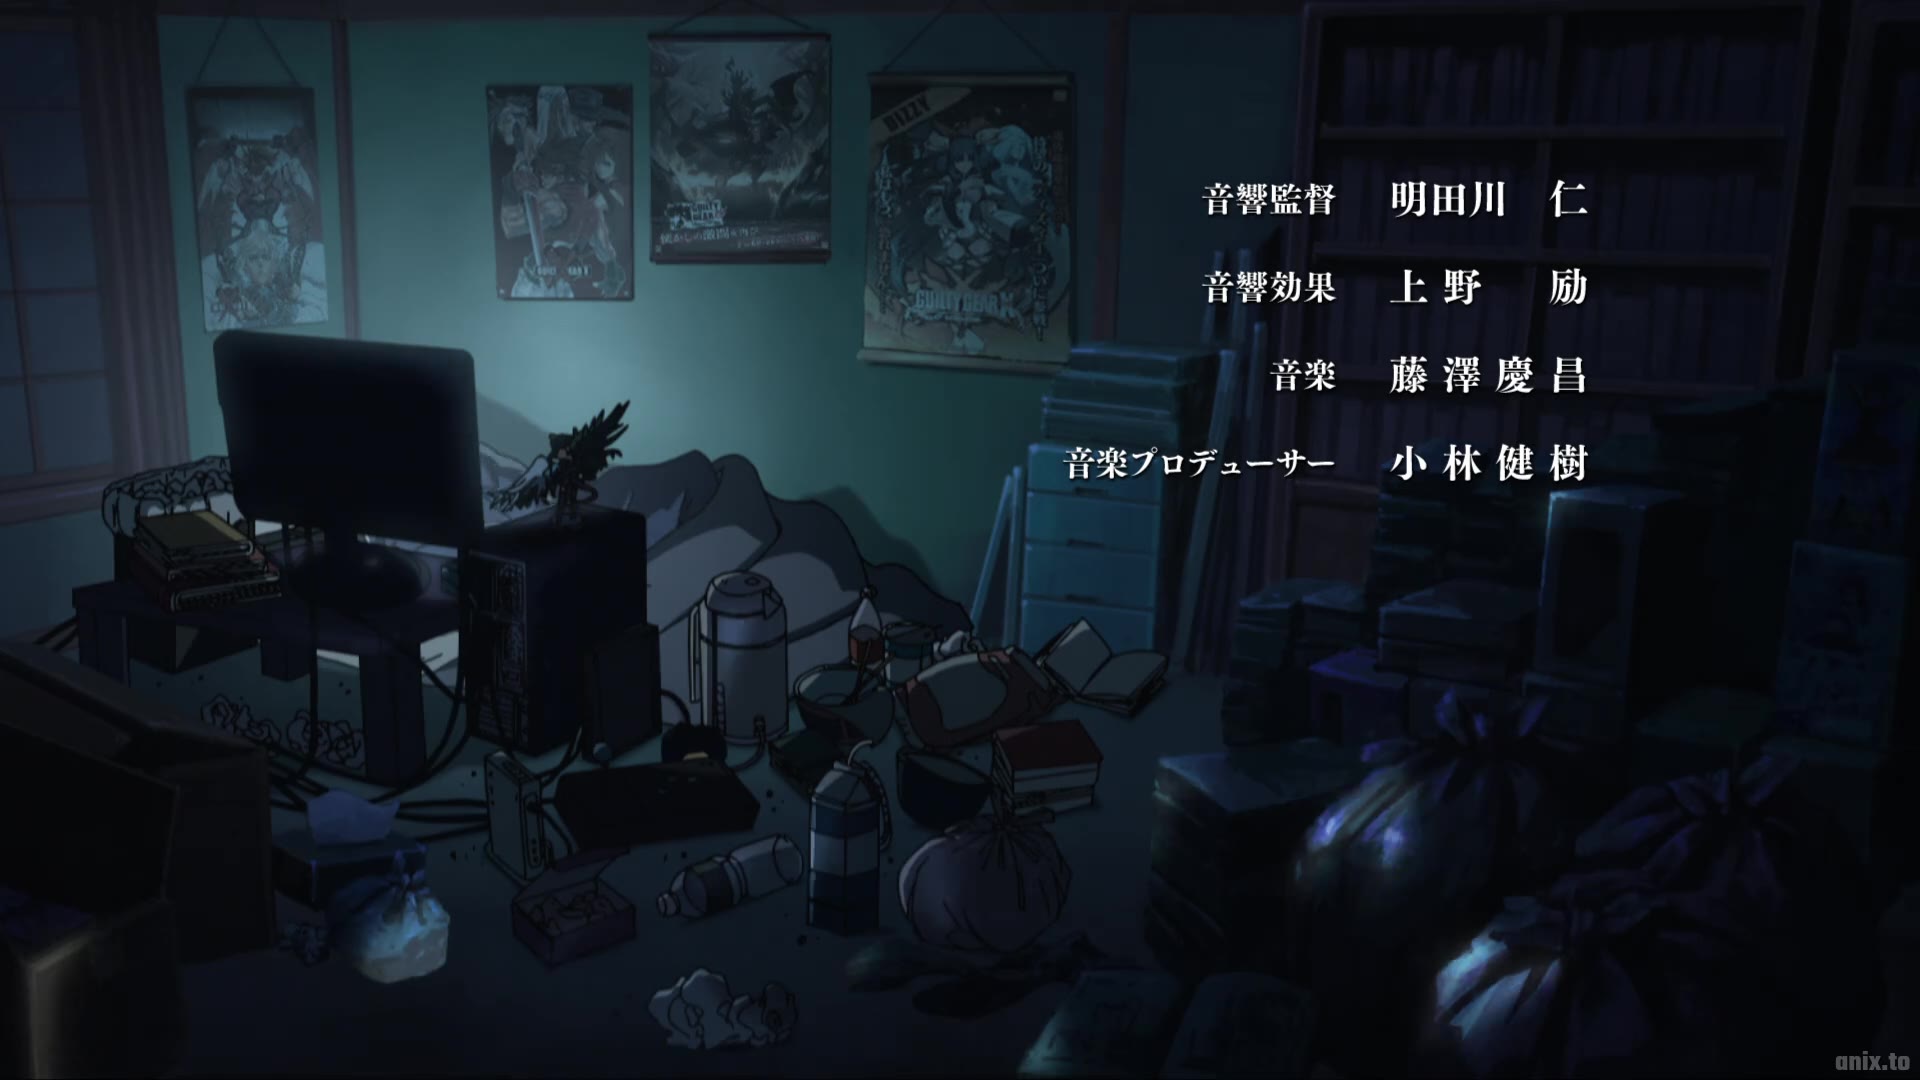 DIZZY
GUILTY GEAR X
音響監督 明田川 仁
音響効果 上野 励
音楽 藤澤慶昌
音楽プロデューサー 小林健樹
anix.to